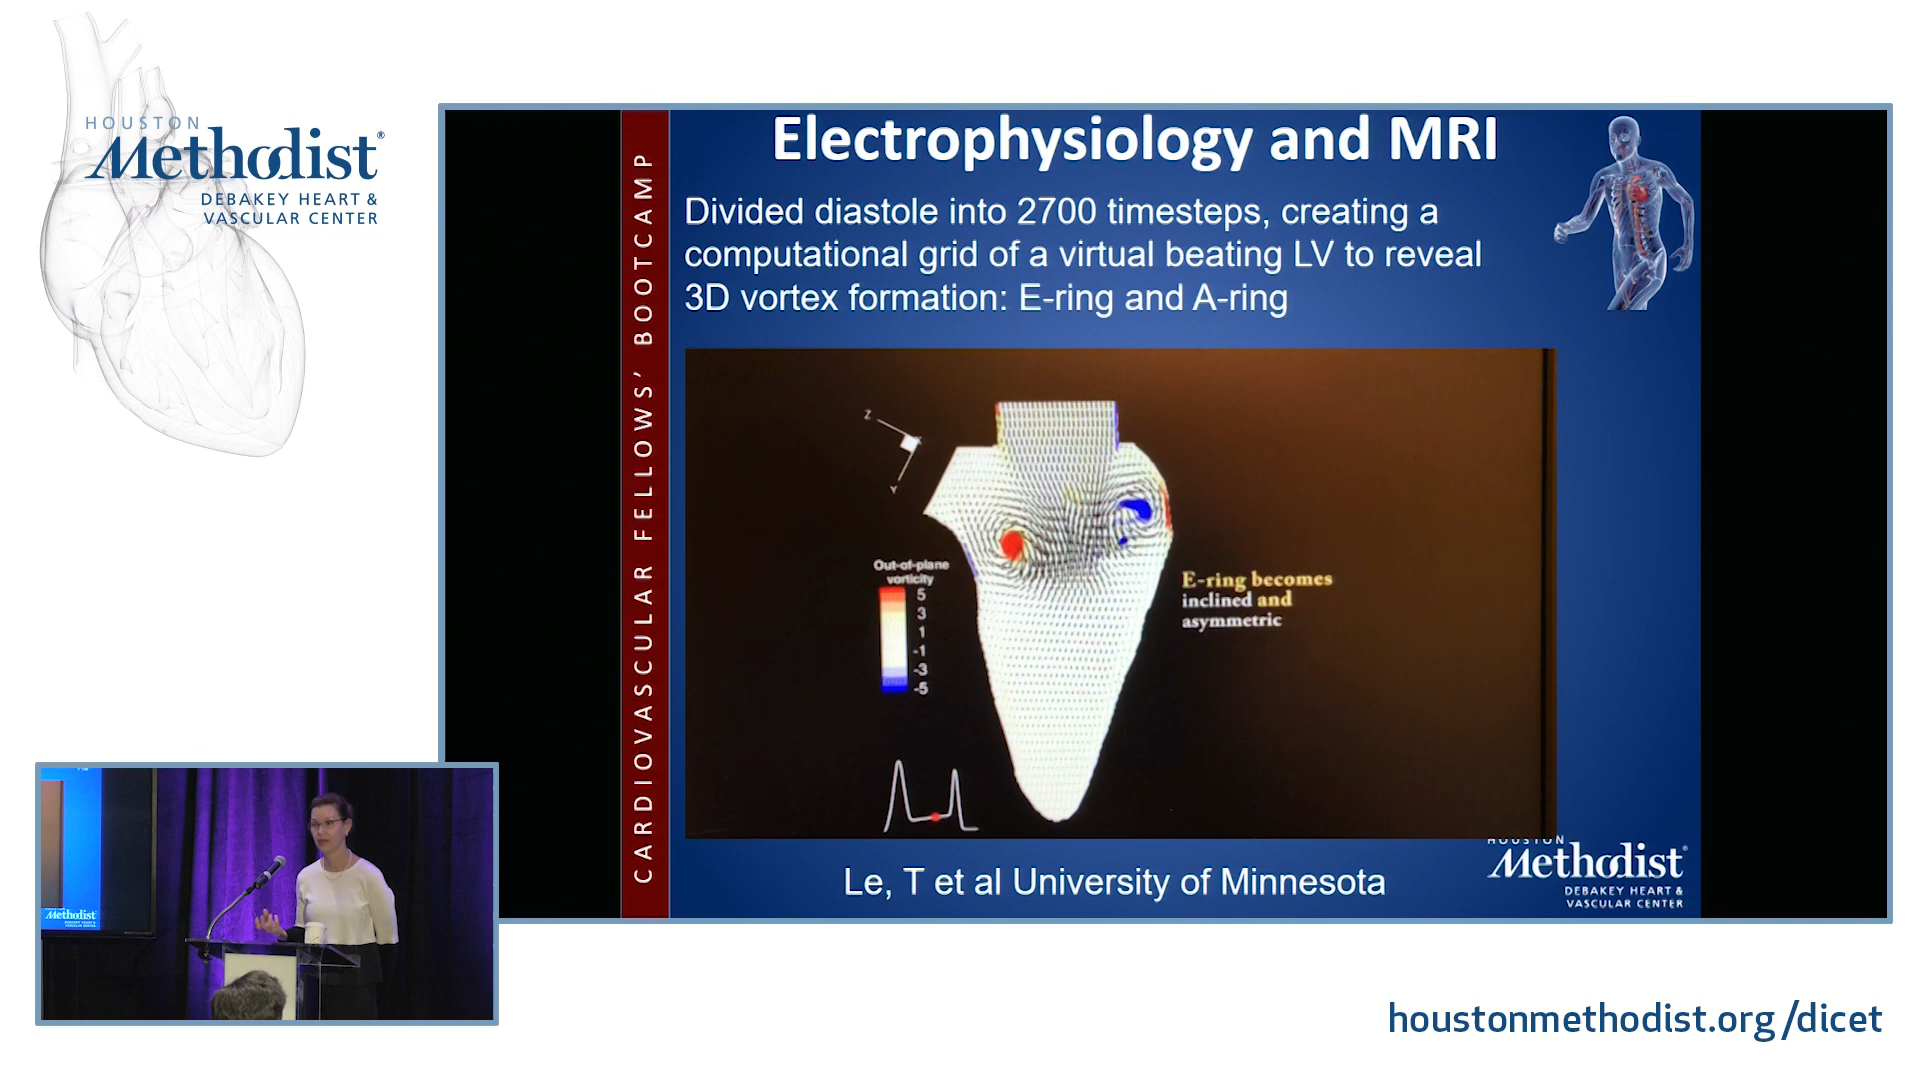 HOUSTON
Methodist®
DEBAKEY HEART &
VASCULAR CENTER
CARDIOVASCULAR FELLOWS' BOOTCAMP
Electrophysiology and MRI
Divided diastole into 2700 timesteps, creating a
computational grid of a virtual beating LV to reveal
3D vortex formation: E-ring and A-ring
Z
Y
Out-of-plane
vorticity
5
3
1
-1
-3
-5
E-ring becomes
inclined and
asymmetric
Le, T et al University of Minnesota
HOUSTON
Methodist®
DEBAKEY HEART &
VASCULAR CENTER
Methodist
houstonmethodist.org/dicet